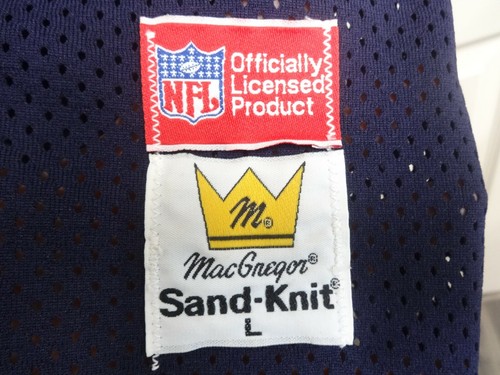 NFL
Officially
Licensed
Product
M®
MacGregor®
Sand-Knit®
L